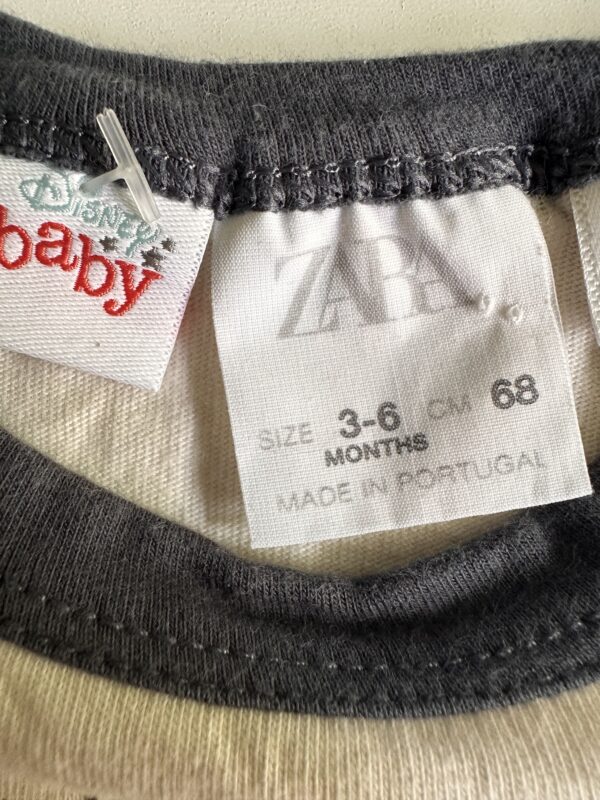 Disney
baby
ZARA
SIZE 3-6 CM 68
MONTHS
MADE IN PORTUGAL